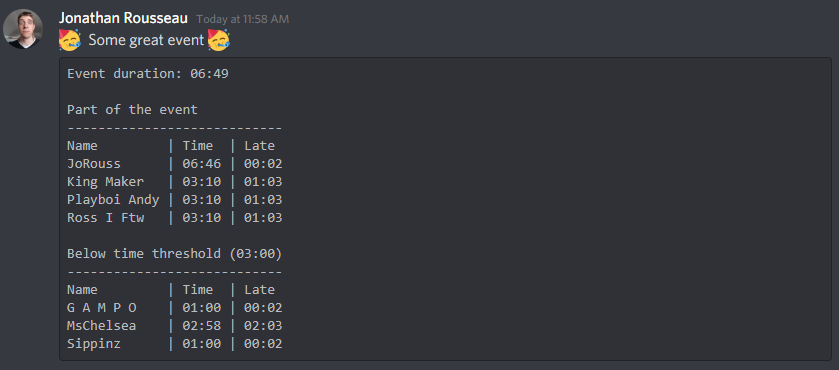 Jonathan Rousseau Today at 11:58 AM
🥳 Some great event 🥳
Event duration: 06:49
Part of the event
----------------------------
Name         | Time  | Late
JoRouss      | 06:46 | 00:02
King Maker   | 03:10 | 01:03
Playboi Andy | 03:10 | 01:03
Ross I Ftw   | 03:10 | 01:03
Below time threshold (03:00)
----------------------------
Name         | Time  | Late
G A M P O    | 01:00 | 00:02
MsChelsea    | 02:58 | 02:03
Sippinz      | 01:00 | 00:02